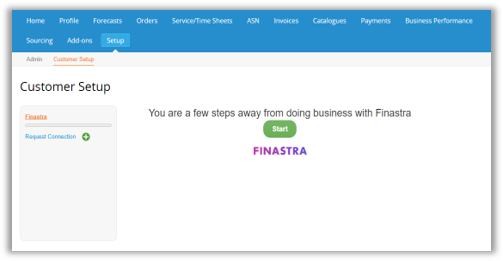 Home Profile Forecasts Orders Service/Time Sheets ASN Invoices Catalogues Payments Business Performance
Sourcing Add-ons Setup
Admin Customer Setup
Customer Setup
Finastra
Request Connection
You are a few steps away from doing business with Finastra
Start
FINASTRA